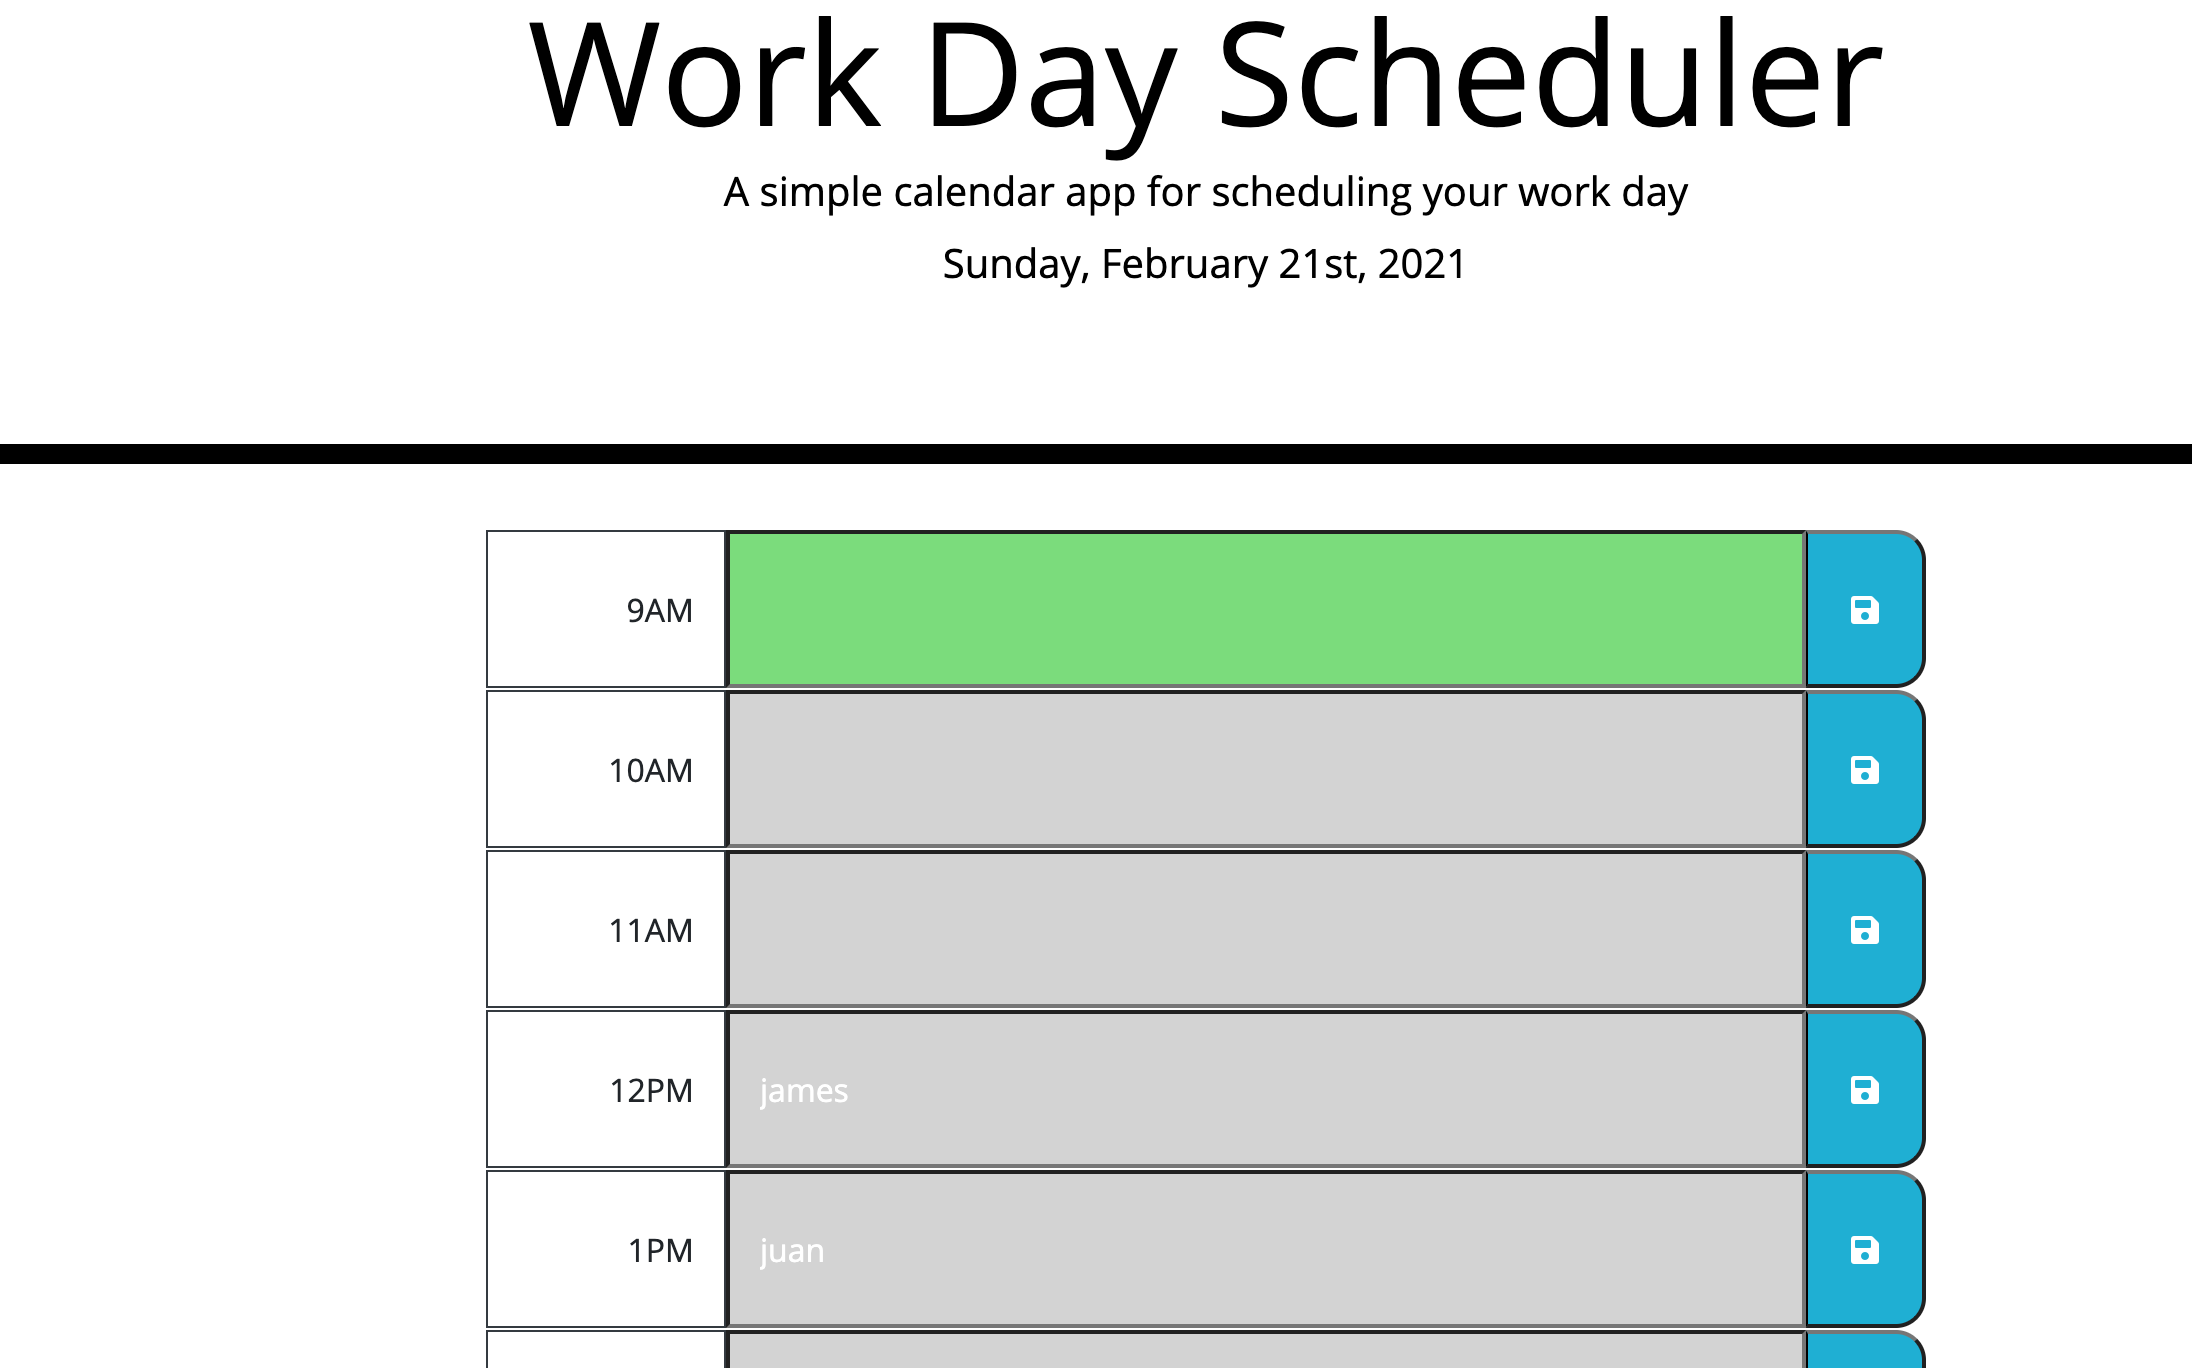 Work Day Scheduler
A simple calendar app for scheduling your work day
Sunday, February 21st, 2021
9AM
10AM
11AM
12PM
james
1PM
juan